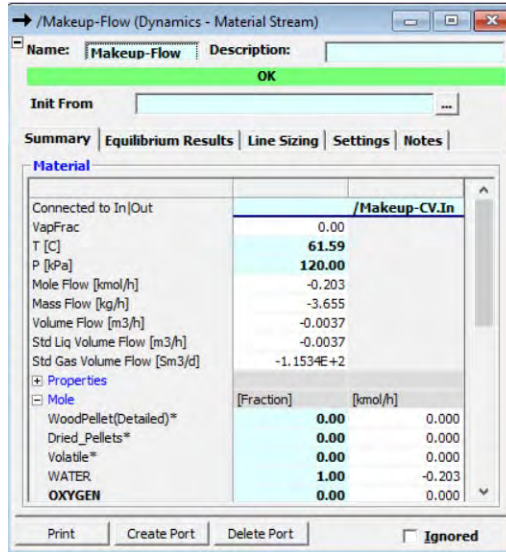 /Makeup-Flow (Dynamics - Material Stream)
Name: Makeup-Flow Description:
OK
Init From ...
Summary Equilibrium Results Line Sizing Settings Notes
Material
Connected to In|Out /Makeup-CV.In
VapFrac 0.00
T [C] 61.59
P [kPa] 120.00
Mole Flow [kmol/h] -0.203
Mass Flow [kg/h] -3.655
Volume Flow [m3/h] -0.0037
Std Liq Volume Flow [m3/h] -0.0037
Std Gas Volume Flow [Sm3/d] -1.1534E+2
Properties
Mole [Fraction] [kmol/h]
WoodPellet(Detailed)* 0.00 0.000
Dried_Pellets* 0.00 0.000
Volatile* 0.00 0.000
WATER 1.00 -0.203
OXYGEN 0.00 0.000
Print Create Port Delete Port Ignored